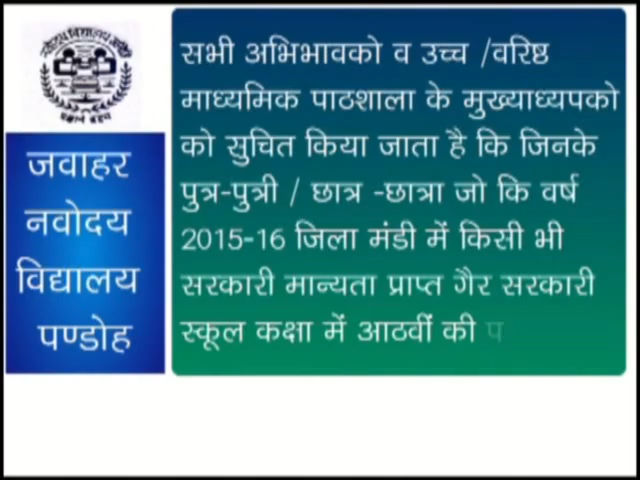 जवाहर
नवोदय
विद्यालय
पण्डोह
सभी अभिभावको व उच्च /वरिष्ठ
माध्यमिक पाठशाला के मुख्याध्यपको
को सुचित किया जाता है कि जिनके
पुत्र-पुत्री / छात्र -छात्रा जो कि वर्ष
2015-16 जिला मंडी में किसी भी
सरकारी मान्यता प्राप्त गैर सरकारी
स्कूल कक्षा में आठवीं की प